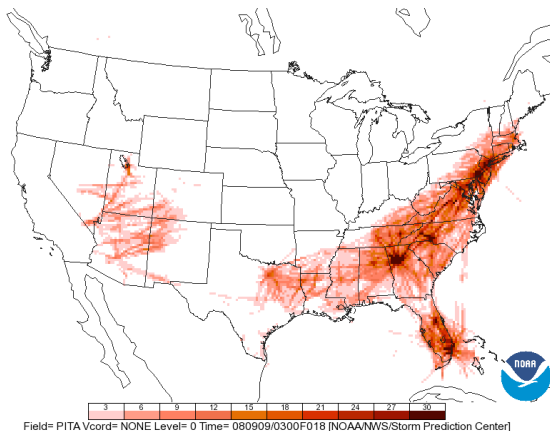 NOAA
3 6 9 12 15 18 21 24 27 30
Field= PITA Vcord= NONE Level= 0 Time= 080909/0300F018 [NOAA/NWS/Storm Prediction Center]